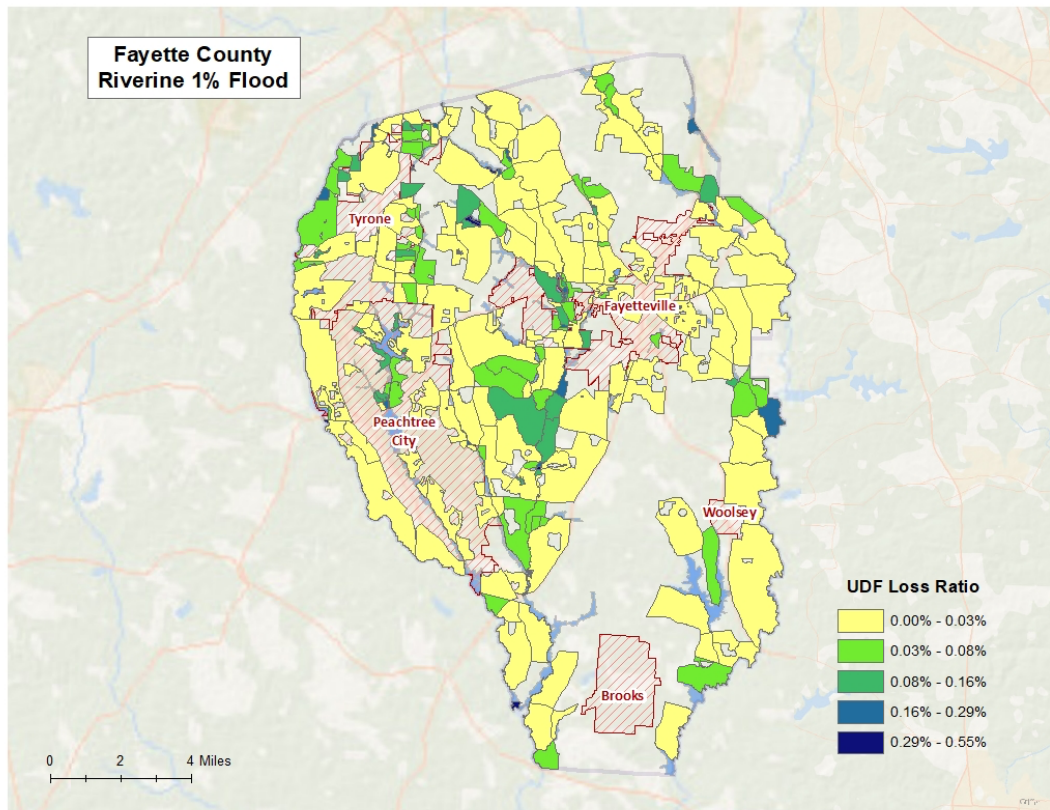 Fayette County
Riverine 1% Flood
Tyrone
Fayetteville
Peachtree
City
Woolsey
Brooks
UDF Loss Ratio
0.00% - 0.03%
0.03% - 0.08%
0.08% - 0.16%
0.16% - 0.29%
0.29% - 0.55%
0 2 4 Miles